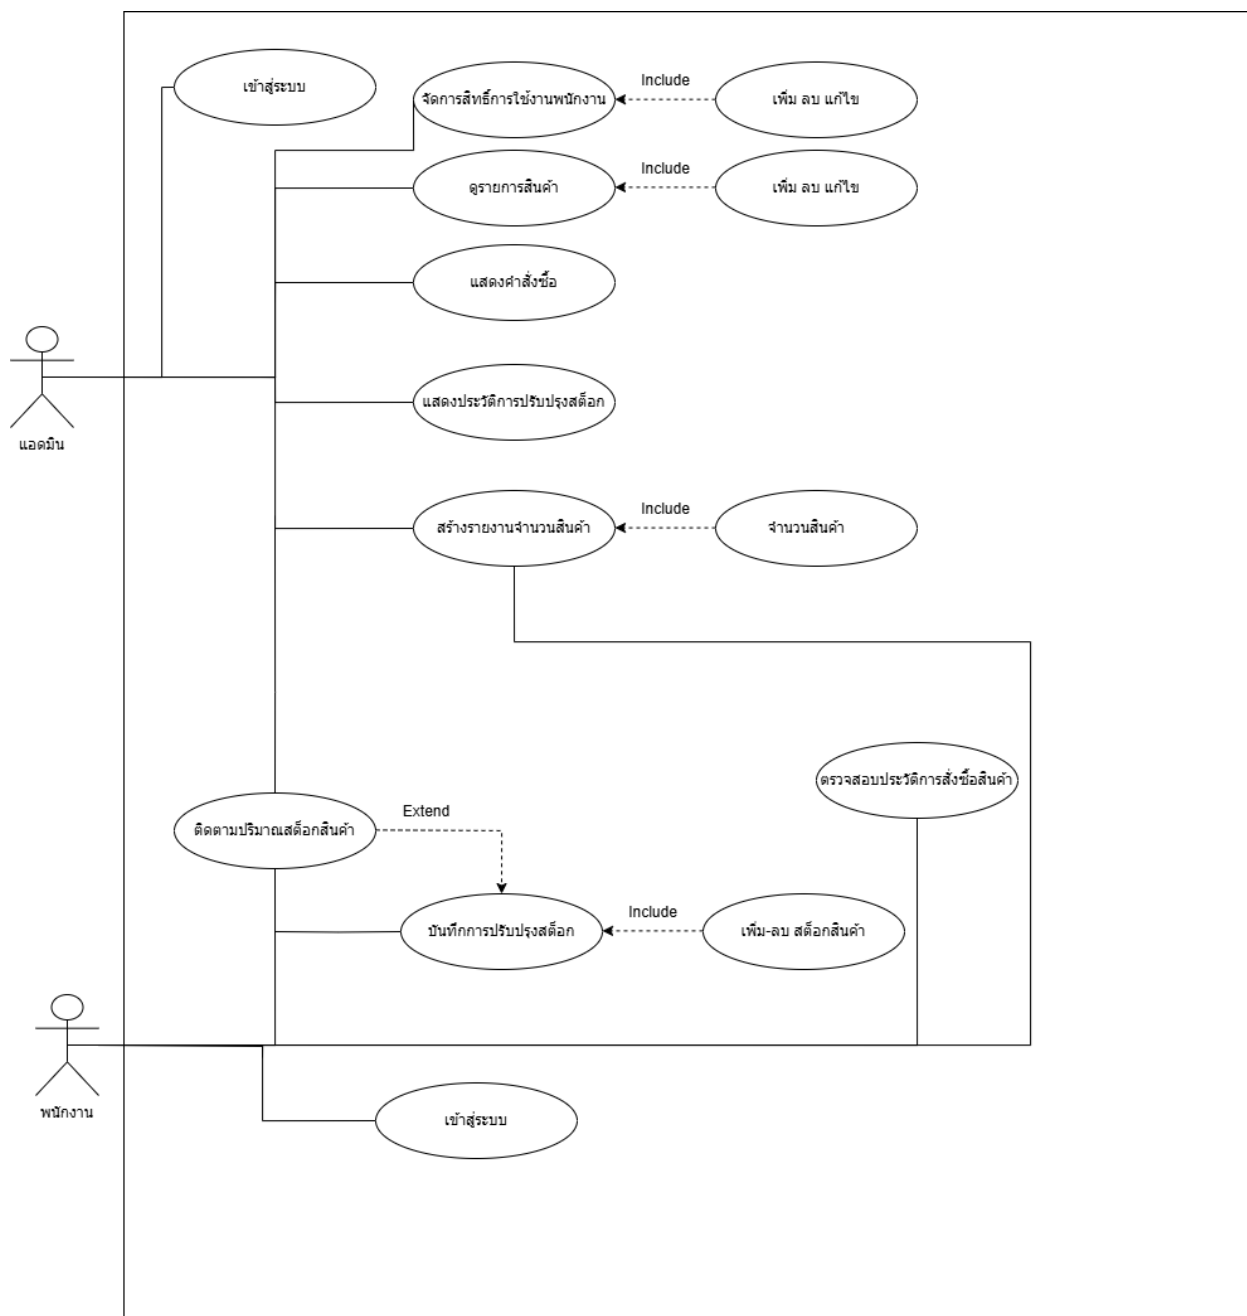 เข้าสู่ระบบ
จัดการสิทธิ์การใช้งานพนักงาน
Include
เพิ่ม ลบ แก้ไข
ดูรายการสินค้า
Include
เพิ่ม ลบ แก้ไข
แสดงคำสั่งซื้อ
แอดมิน
แสดงประวัติการปรับปรุงสต็อก
สร้างรายงานจำนวนสินค้า
Include
จำนวนสินค้า
ตรวจสอบประวัติการสั่งซื้อสินค้า
ติดตามปริมาณสต็อกสินค้า
Extend
บันทึกการปรับปรุงสต็อก
Include
เพิ่ม-ลบ สต็อกสินค้า
พนักงาน
เข้าสู่ระบบ